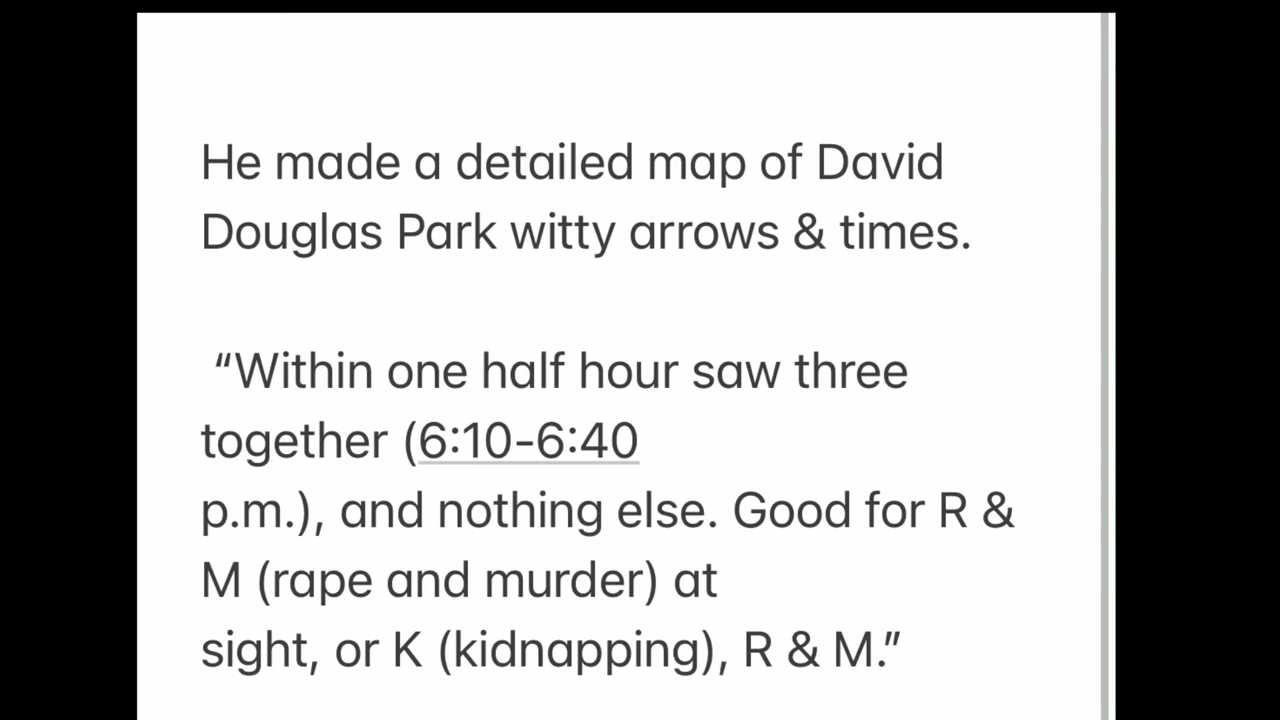 He made a detailed map of David
Douglas Park witty arrows & times.
“Within one half hour saw three
together (6:10-6:40
p.m.), and nothing else. Good for R &
M (rape and murder) at
sight, or K (kidnapping), R & M.”